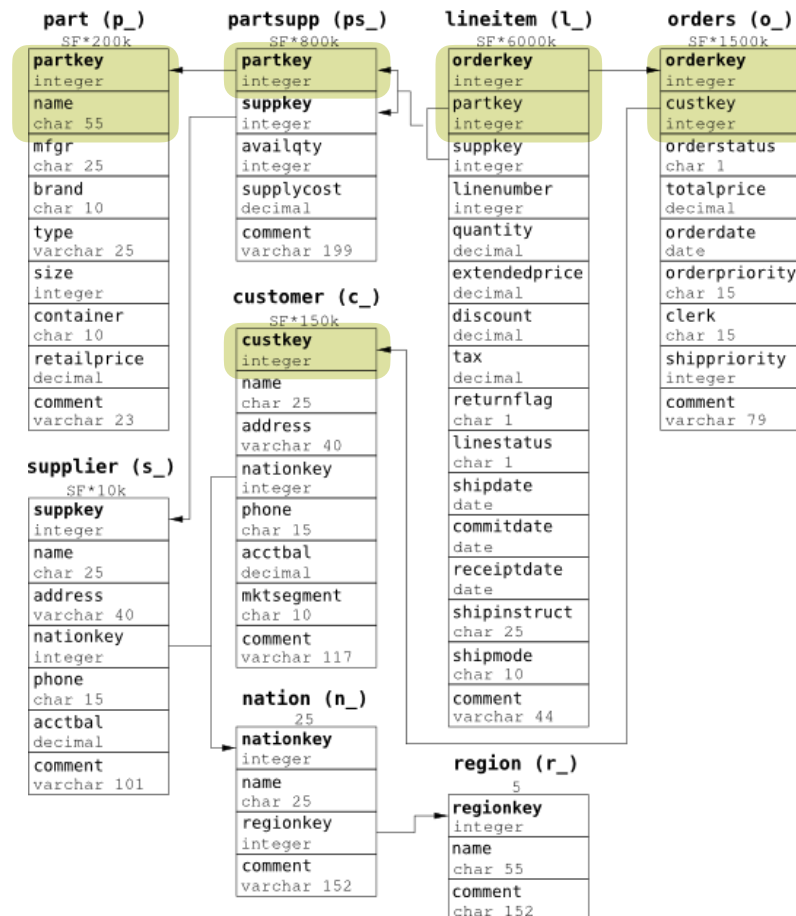 part (p_)
SF*200k
partkey
integer
name
char 55
mfgr
char 25
brand
char 10
type
varchar 25
size
integer
container
char 10
retailprice
decimal
comment
varchar 23
partsupp (ps_)
SF*800k
partkey
integer
suppkey
integer
availqty
integer
supplycost
decimal
comment
varchar 199
lineitem (l_)
SF*6000k
orderkey
integer
partkey
integer
suppkey
integer
linenumber
integer
quantity
decimal
extendedprice
decimal
discount
decimal
tax
decimal
returnflag
char 1
linestatus
char 1
shipdate
date
commitdate
date
receiptdate
date
shipinstruct
char 25
shipmode
char 10
comment
varchar 44
orders (o_)
SF*1500k
orderkey
integer
custkey
integer
orderstatus
char 1
totalprice
decimal
orderdate
date
orderpriority
char 15
clerk
char 15
shippriority
integer
comment
varchar 79
customer (c_)
SF*150k
custkey
integer
name
char 25
address
varchar 40
nationkey
integer
phone
char 15
acctbal
decimal
mktsegment
char 10
comment
varchar 117
supplier (s_)
SF*10k
suppkey
integer
name
char 25
address
varchar 40
nationkey
integer
phone
char 15
acctbal
decimal
comment
varchar 101
nation (n_)
25
nationkey
integer
name
char 25
regionkey
integer
comment
varchar 152
region (r_)
5
regionkey
integer
name
char 55
comment
char 152